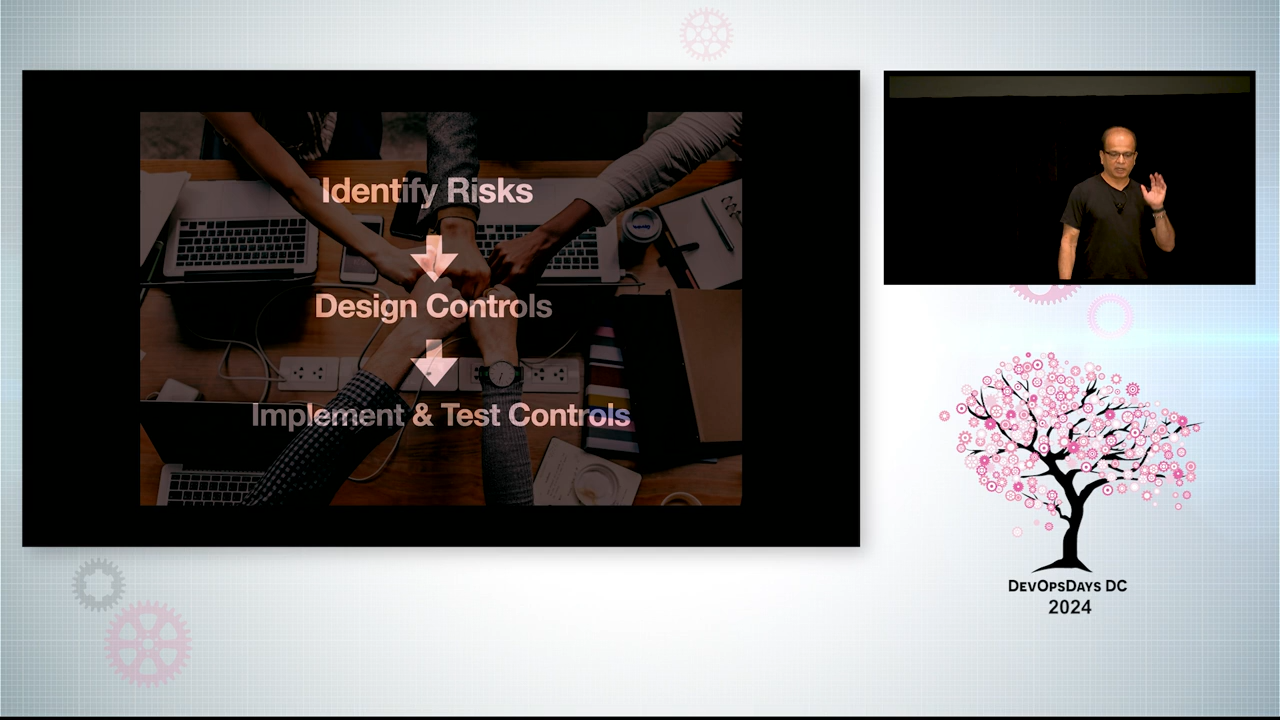 Identify Risks
Design Controls
Implement & Test Controls
DevOpsDays DC
2024